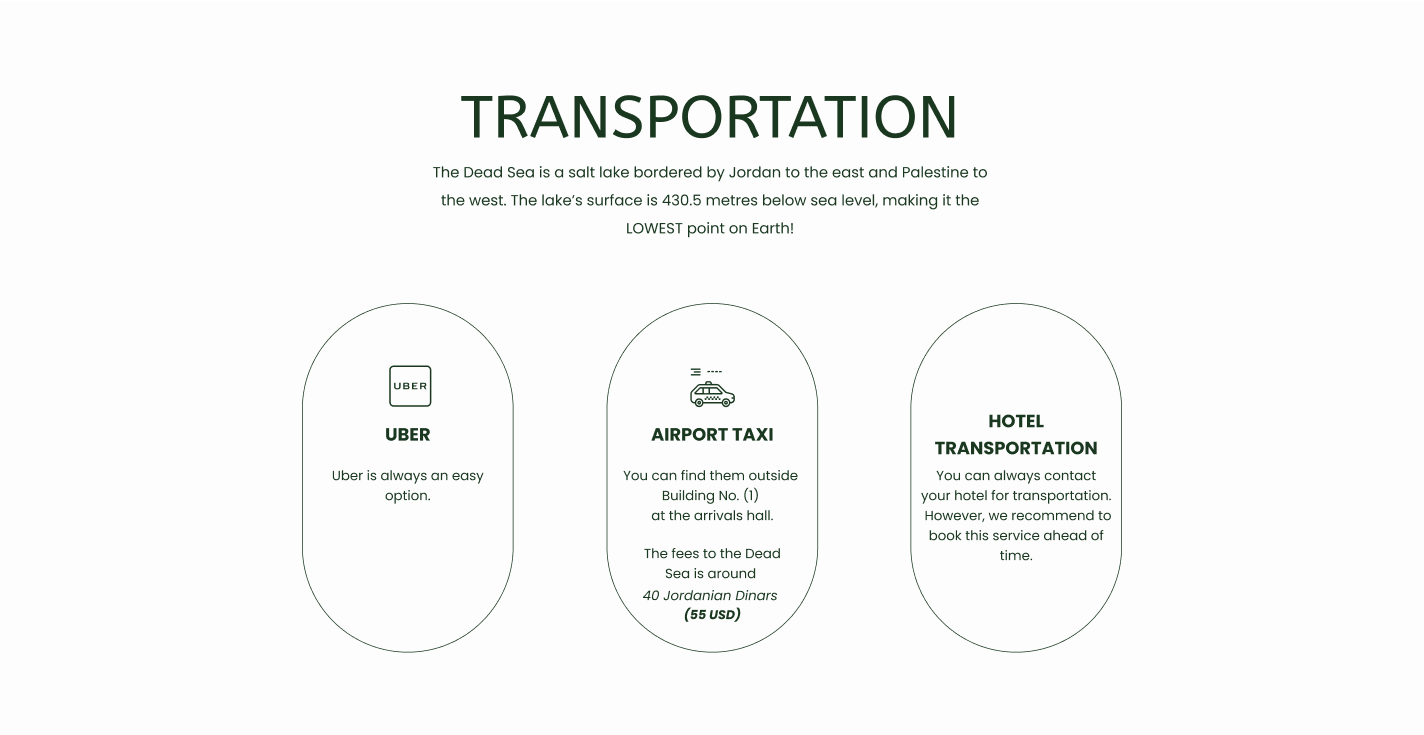 TRANSPORTATION
The Dead Sea is a salt lake bordered by Jordan to the east and Palestine to
the west. The lake’s surface is 430.5 metres below sea level, making it the
LOWEST point on Earth!
UBER
UBER
Uber is always an easy
option.
AIRPORT TAXI
You can find them outside
Building No. (1)
at the arrivals hall.
The fees to the Dead
Sea is around
40 Jordanian Dinars
(55 USD)
HOTEL
TRANSPORTATION
You can always contact
your hotel for transportation.
However, we recommend to
book this service ahead of
time.